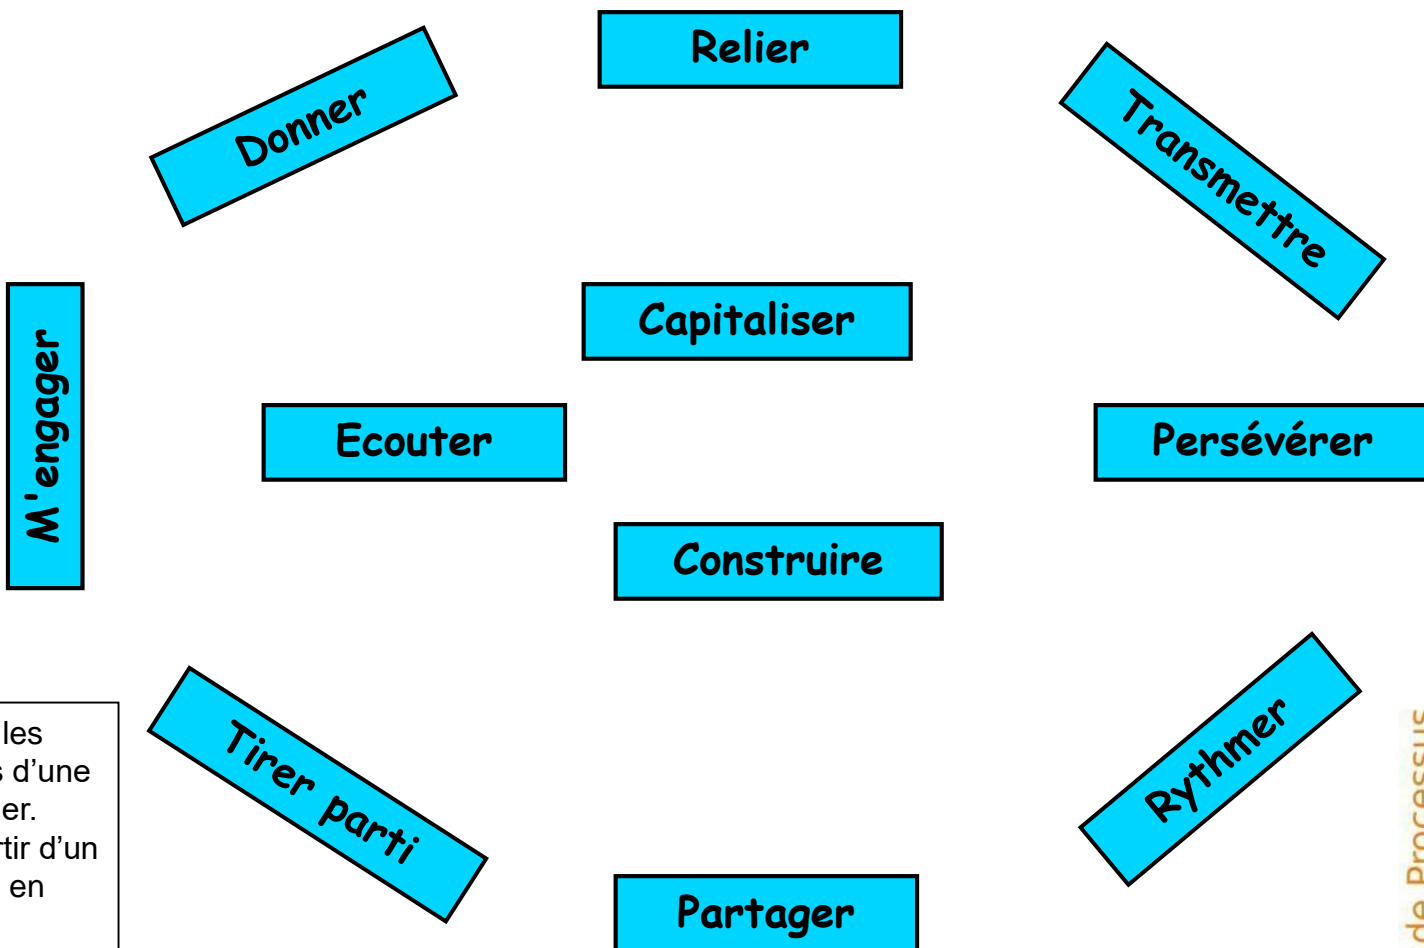 Relier
Donner
Transmettre
Capitaliser
M'engager
Ecouter
Persévérer
Construire
Tirer parti
Rythmer
Partager
les
d'une
er.
rtir d'un
en
de Processus